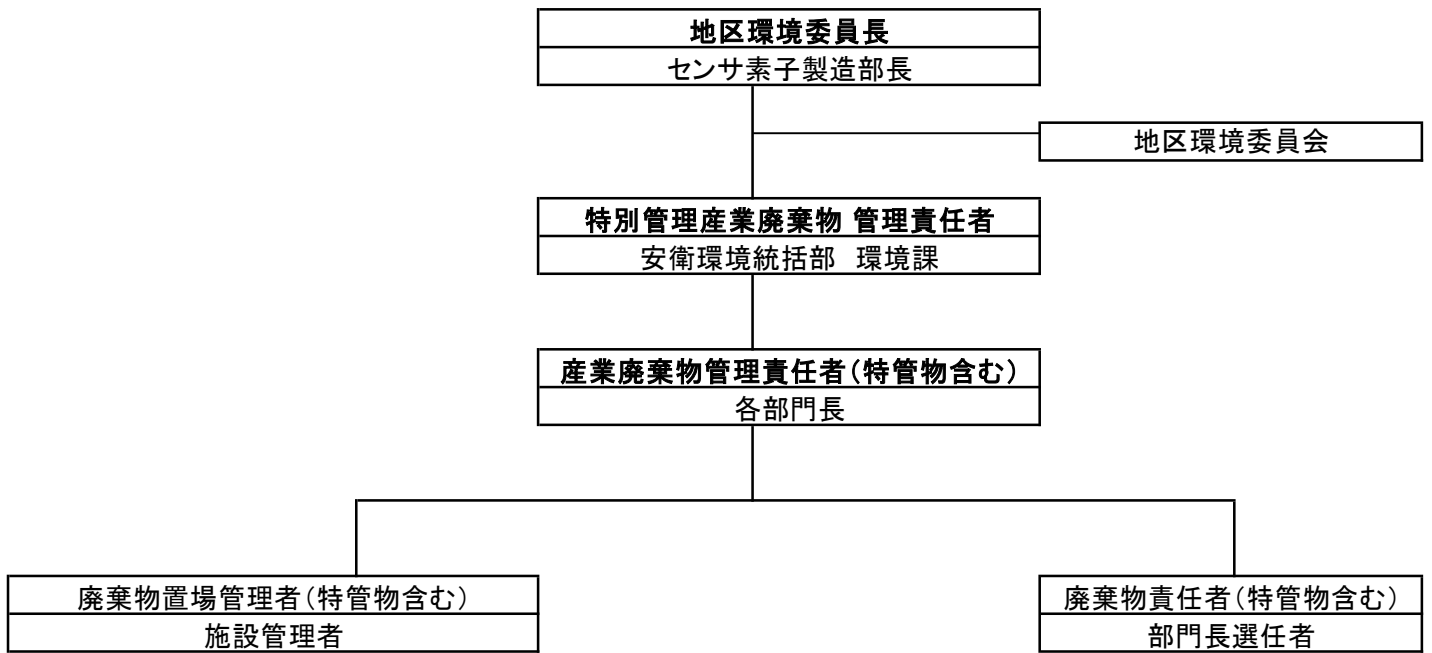 地区環境委員長
センサ素子製造部長
地区環境委員会
特別管理産業廃棄物 管理責任者
安衛環境統括部　環境課
産業廃棄物管理責任者（特管物含む）
各部門長
廃棄物置場管理者（特管物含む）
施設管理者
廃棄物責任者（特管物含む）
部門長選任者